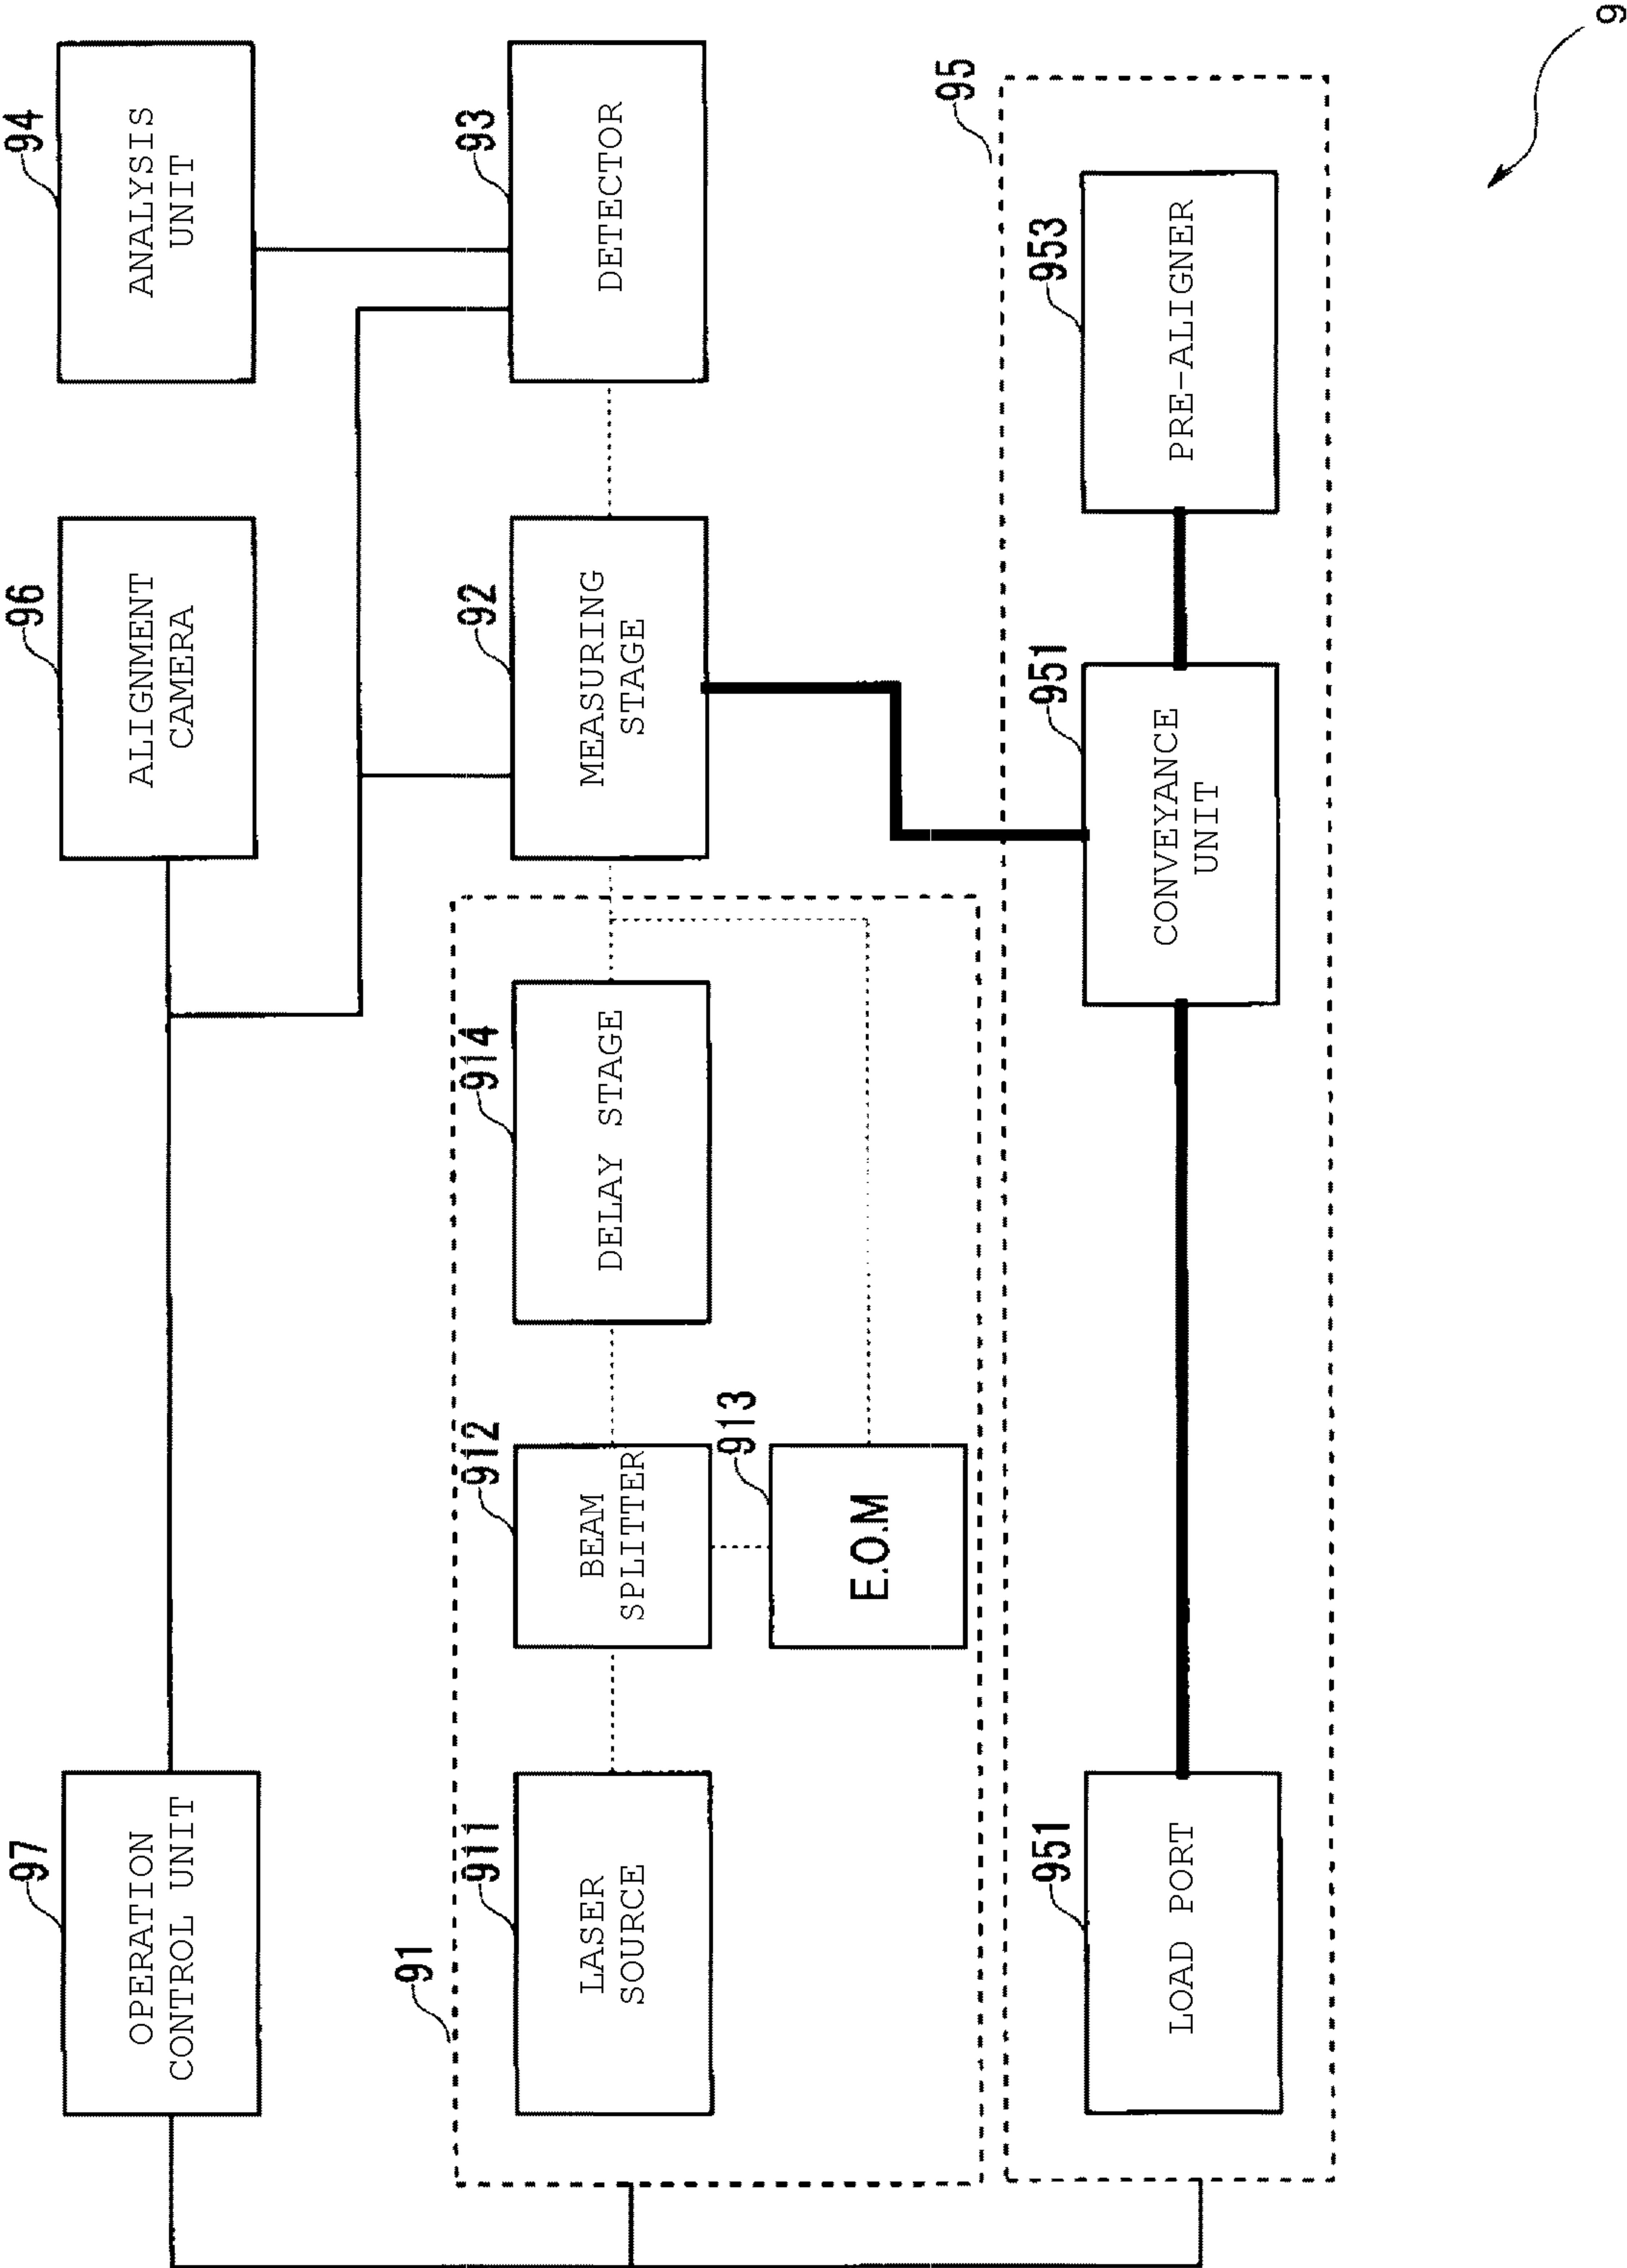 97
OPERATION
CONTROL UNIT
96
ALIGNMENT
CAMERA
94
ANALYSIS
UNIT
91
911
LASER
SOURCE
912
BEAM
SPLITTER
913
E.O.M
914
DELAY STAGE
92
MEASURING
STAGE
93
DETECTOR
95
951
LOAD PORT
951
CONVEYANCE
UNIT
953
PRE-ALIGNER
9